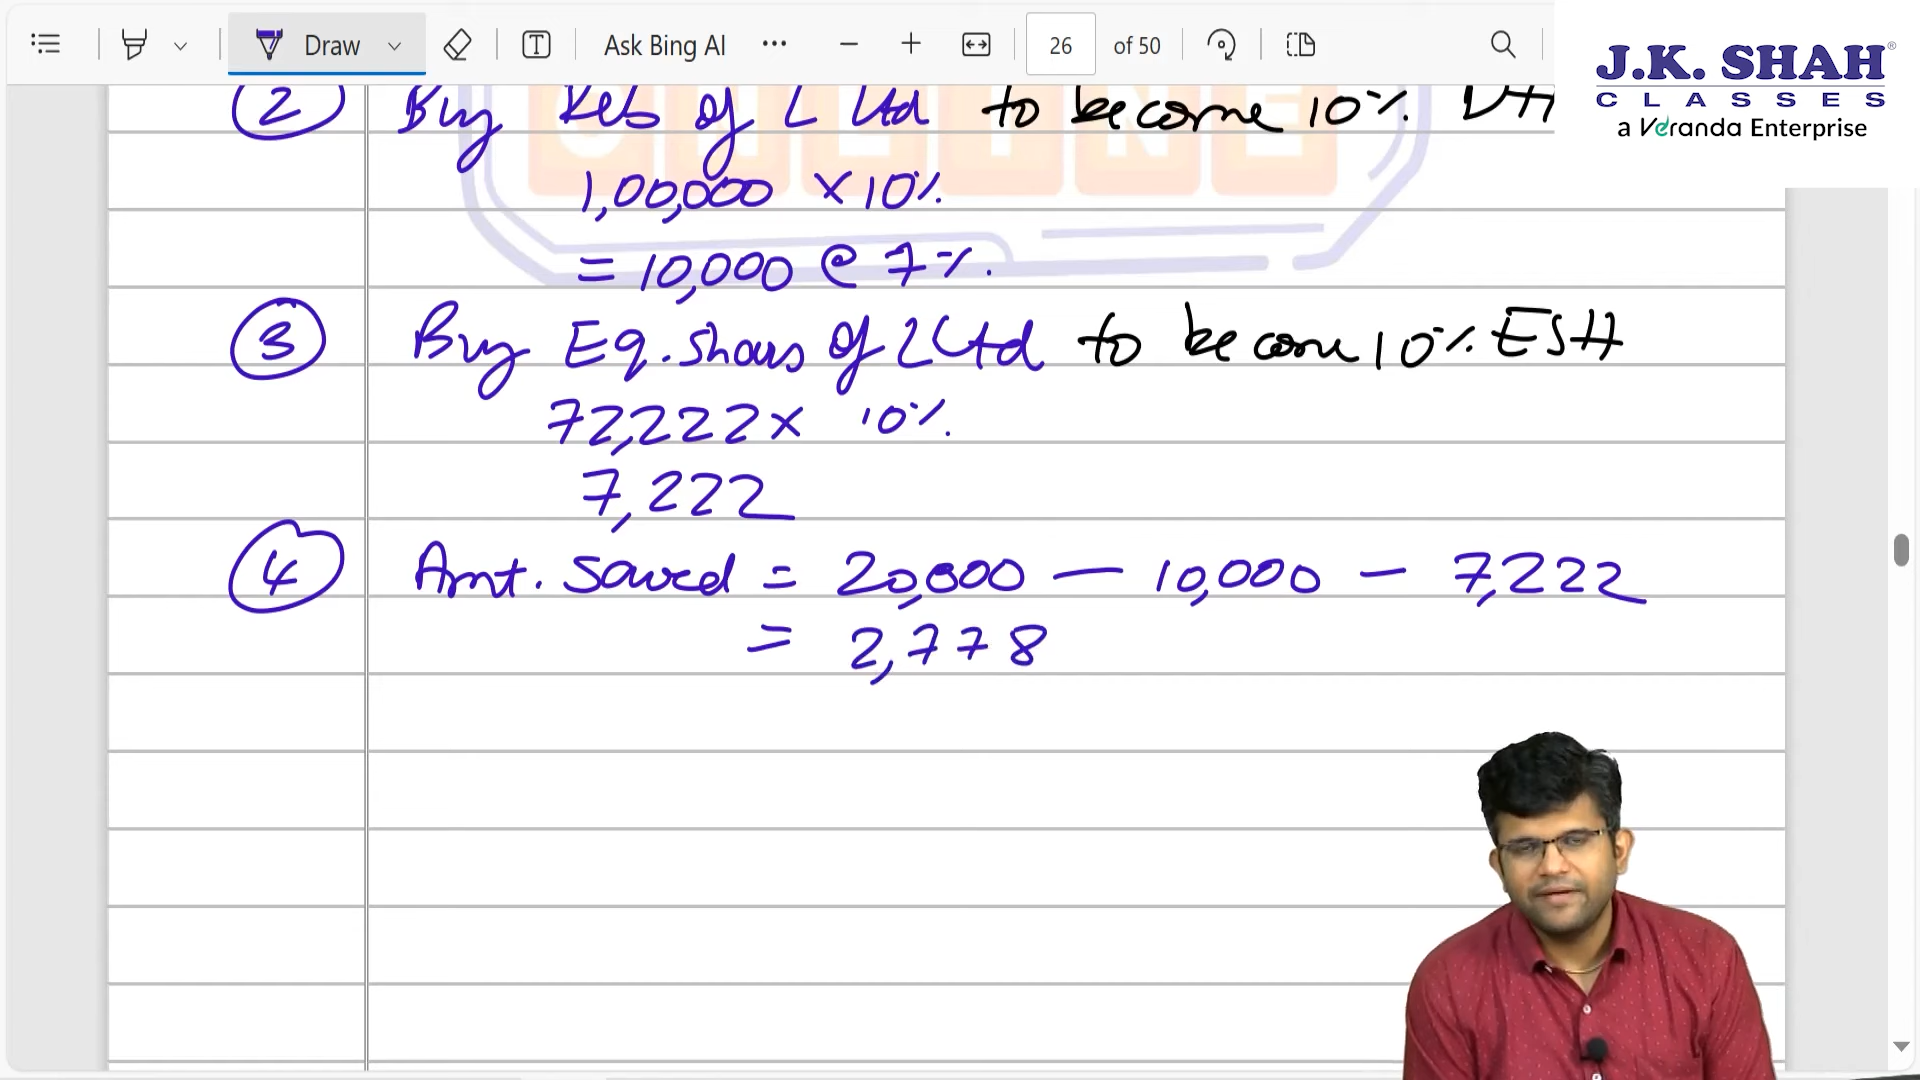 Draw
Ask Bing AI
26 of 50
J.K. SHAH®
CLASSES
a Veranda Enterprise
② Buy Debs of L Ltd to become 10%
1,00,000 × 10%
= 10,000 @ 7%.
③ Buy Eq. Shares of L Ltd to become 10% ESH
72,222 × 10%.
7,222
④ Amt. saved = 20,000 — 10,000 — 7,222
= 2,778